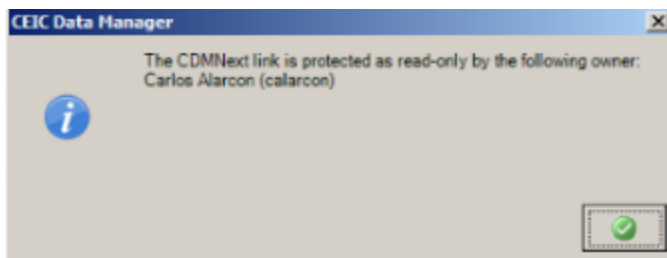 CEIC Data Manager
The CDMNext link is protected as read-only by the following owner:
Carlos Alarcon (calarcon)